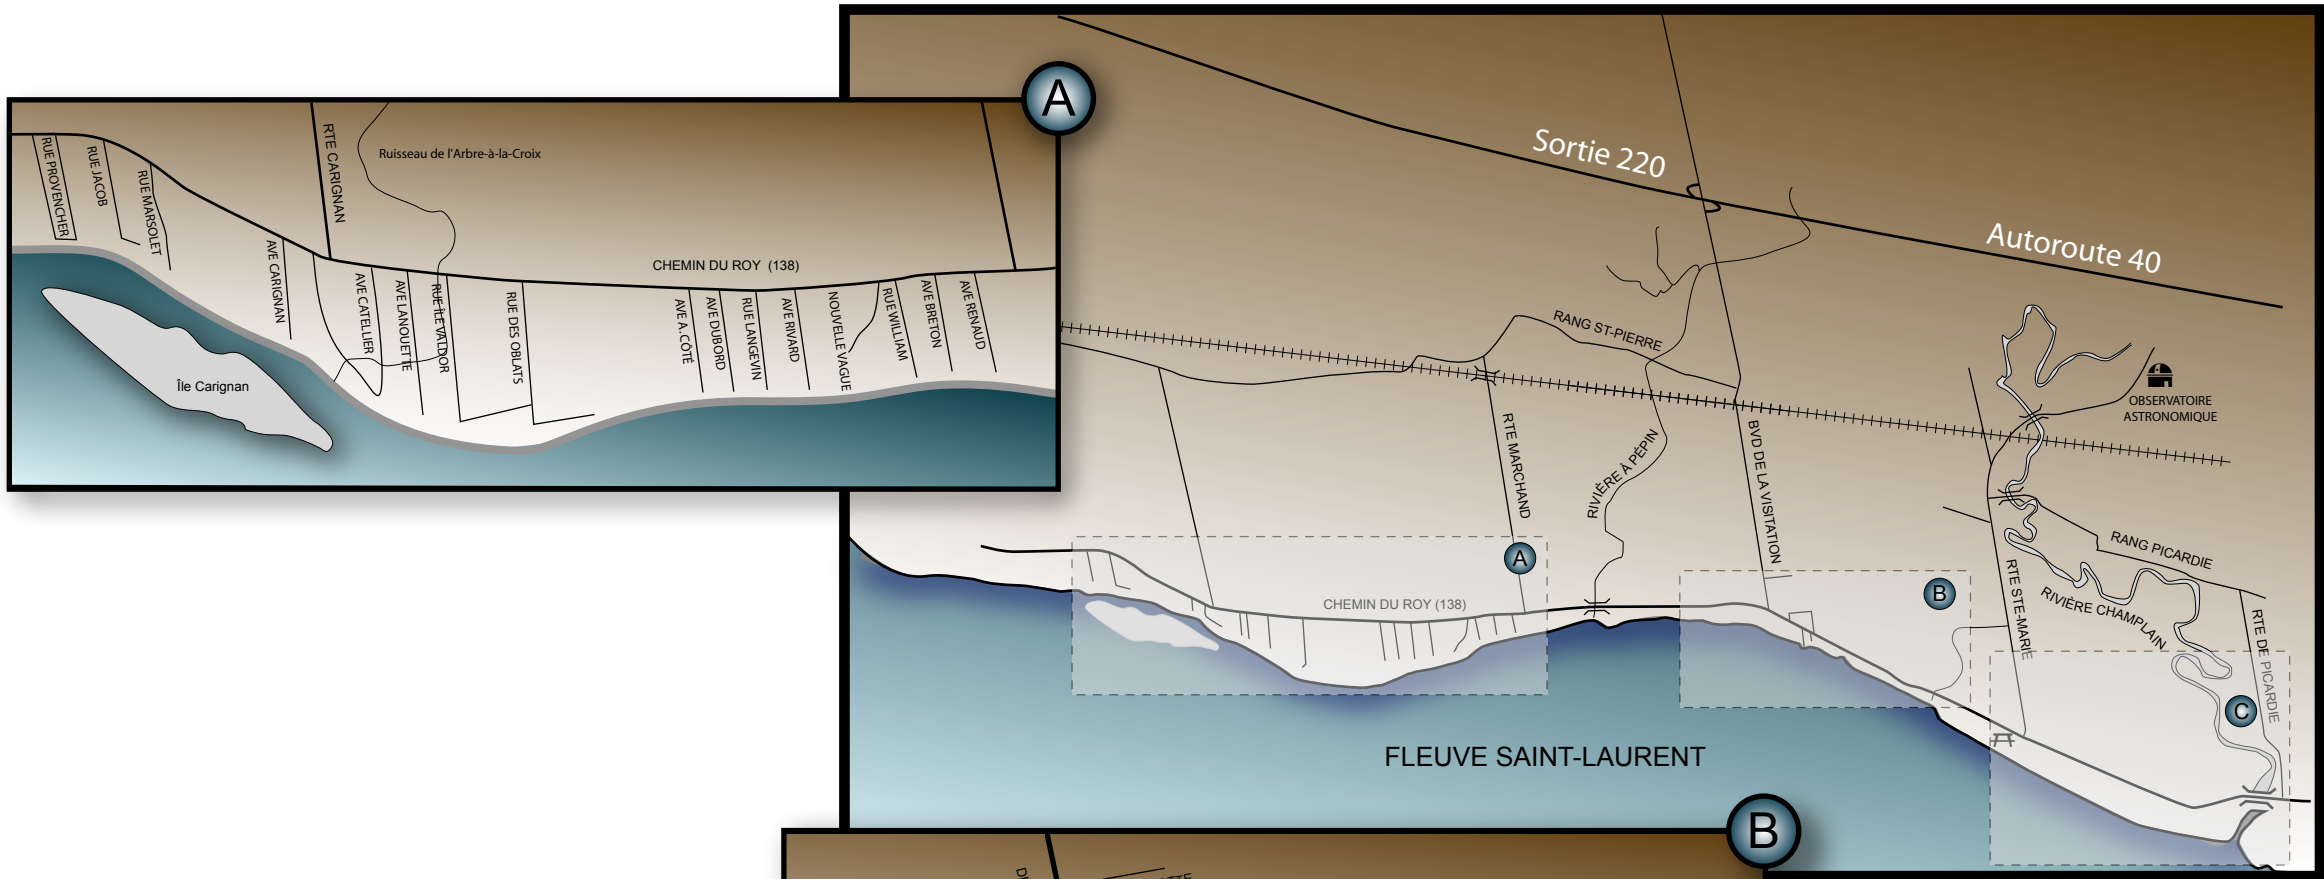 A
RUE PROVENCHER
RUE JACOB
RUE MARSOLET
AVE CARIGNAN
RTE CARIGNAN
Ruisseau de l'Arbre-à-la-Croix
CHEMIN DU ROY (138)
AVE CATELLIER
AVE LANOUETTE
RUE ÎLE VALDOR
RUE DES OBLATS
AVE A.CÔTÉ
AVE DUBORD
RUE LANGEVIN
AVE RIVARD
NOUVELLE VAGUE
RUE WILLIAM
AVE BRETON
AVE RENAUD
Île Carignan
Sortie 220
Autoroute 40
RANG ST-PIERRE
OBSERVATOIRE
ASTRONOMIQUE
RTE MARCHAND
RIVIÈRE À PÉPIN
BVD DE LA VISITATION
RANG PICARDIE
RTE STE-MARIE
RIVIÈRE CHAMPLAIN
RTE DE PICARDIE
A
B
C
CHEMIN DU ROY (138)
FLEUVE SAINT-LAURENT
B